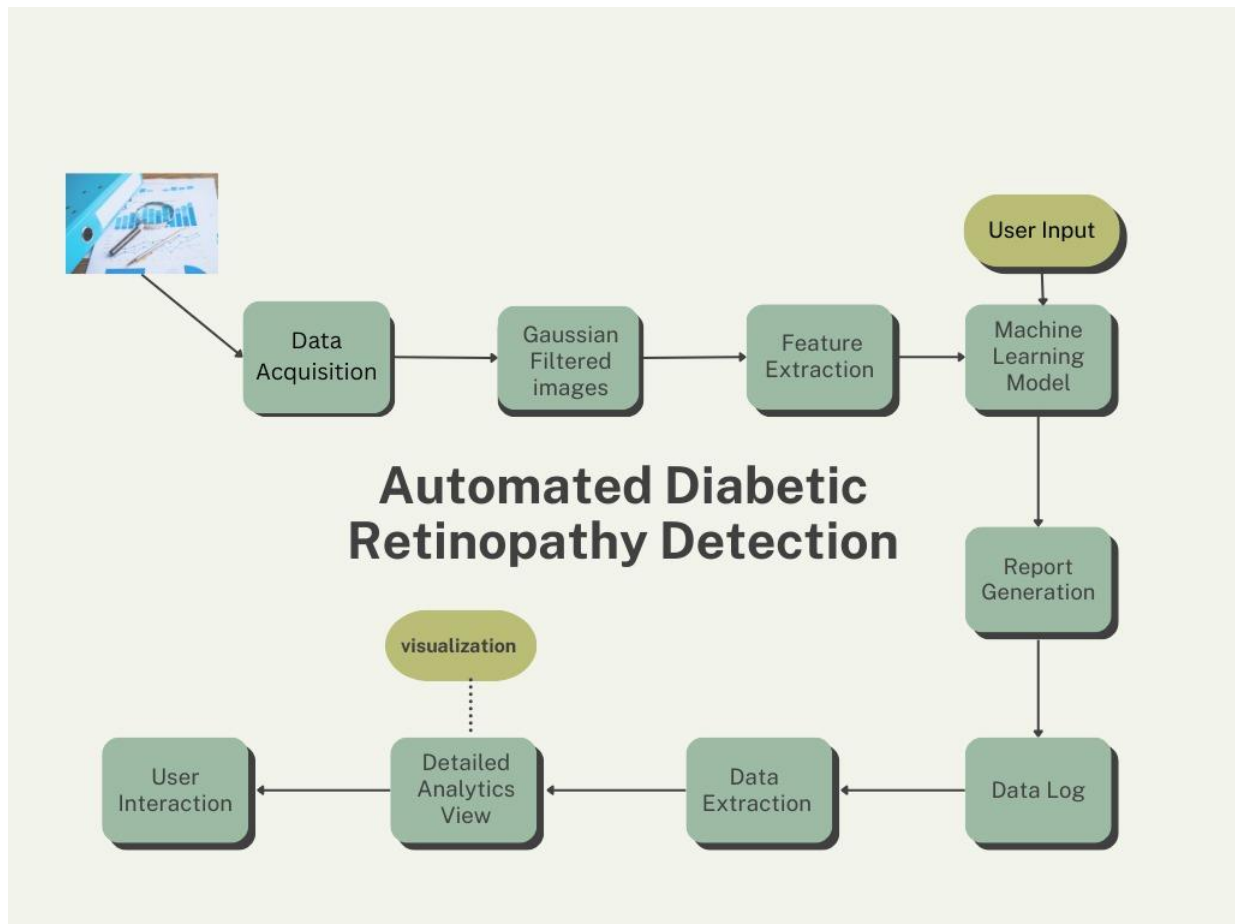 User Input
Data
Acquisition
Gaussian
Filtered
images
Feature
Extraction
Machine
Learning
Model
Automated Diabetic
Retinopathy Detection
Report
Generation
visualization
User
Interaction
Detailed
Analytics
View
Data
Extraction
Data Log